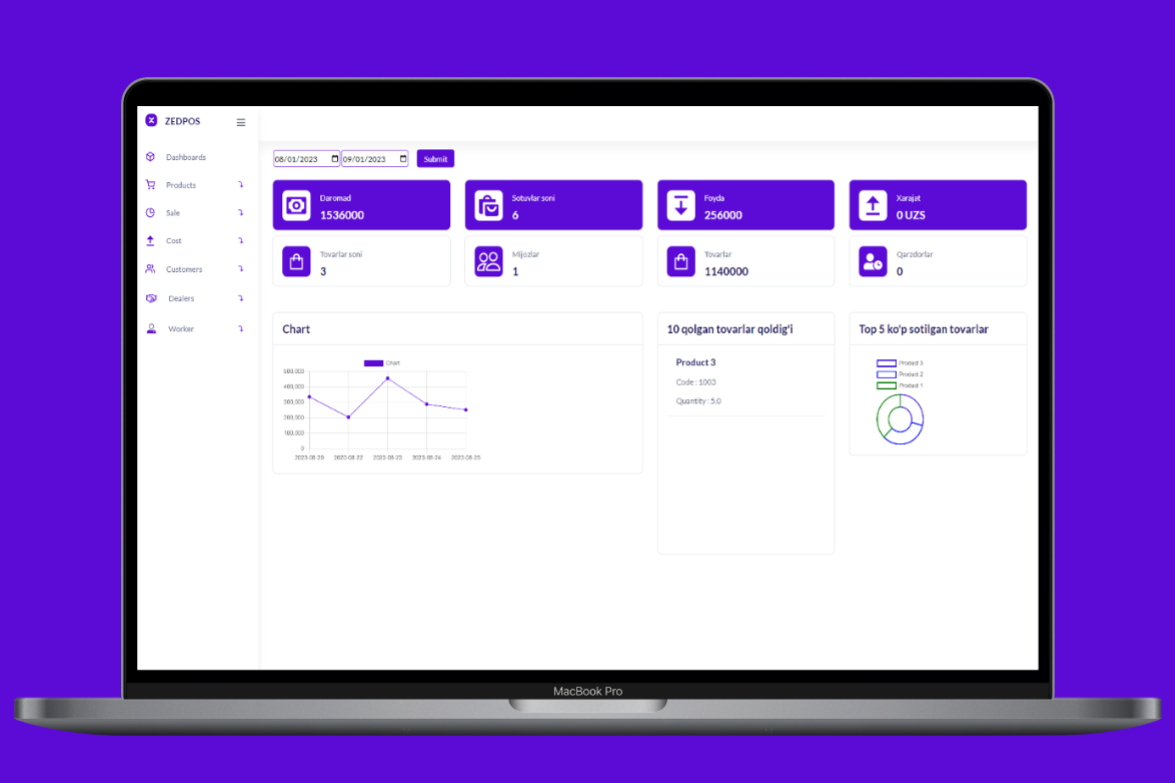 ZEDPOS
Dashboards
Products
Sale
Cost
Customers
Dealers
Worker
08/01/2023 09/01/2023 Submit
Daromad
1536000
Sotuvlar soni
6
Foyda
256000
Xarajat
0 UZS
Tovarlar soni
3
Mijozlar
1
Tovarlar
1140000
Qarzdorlar
0
Chart
Chart
500,000
400,000
300,000
200,000
100,000
0
2023-08-20 2023-08-22 2023-08-23 2023-08-24 2023-08-25
10 qolgan tovarlar qoldig'i
Product 3
Code : 1003
Quantity : 5.0
Top 5 ko'p sotilgan tovarlar
Product 3
Product 2
Product 1
MacBook Pro